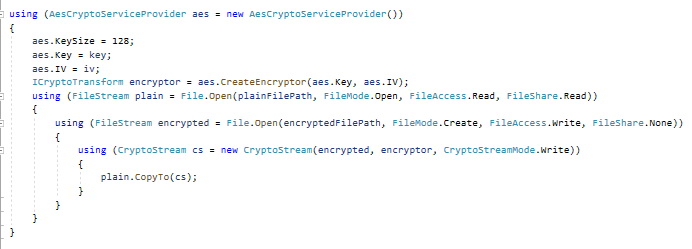 using (AesCryptoServiceProvider aes = new AesCryptoServiceProvider())
{
aes.KeySize = 128;
aes.Key = key;
aes.IV = iv;
ICryptoTransform encryptor = aes.CreateEncryptor(aes.Key, aes.IV);
using (FileStream plain = File.Open(plainFilePath, FileMode.Open, FileAccess.Read, FileShare.Read))
{
using (FileStream encrypted = File.Open(encryptedFilePath, FileMode.Create, FileAccess.Write, FileShare.None))
{
using (CryptoStream cs = new CryptoStream(encrypted, encryptor, CryptoStreamMode.Write))
{
plain.CopyTo(cs);
}
}
}
}